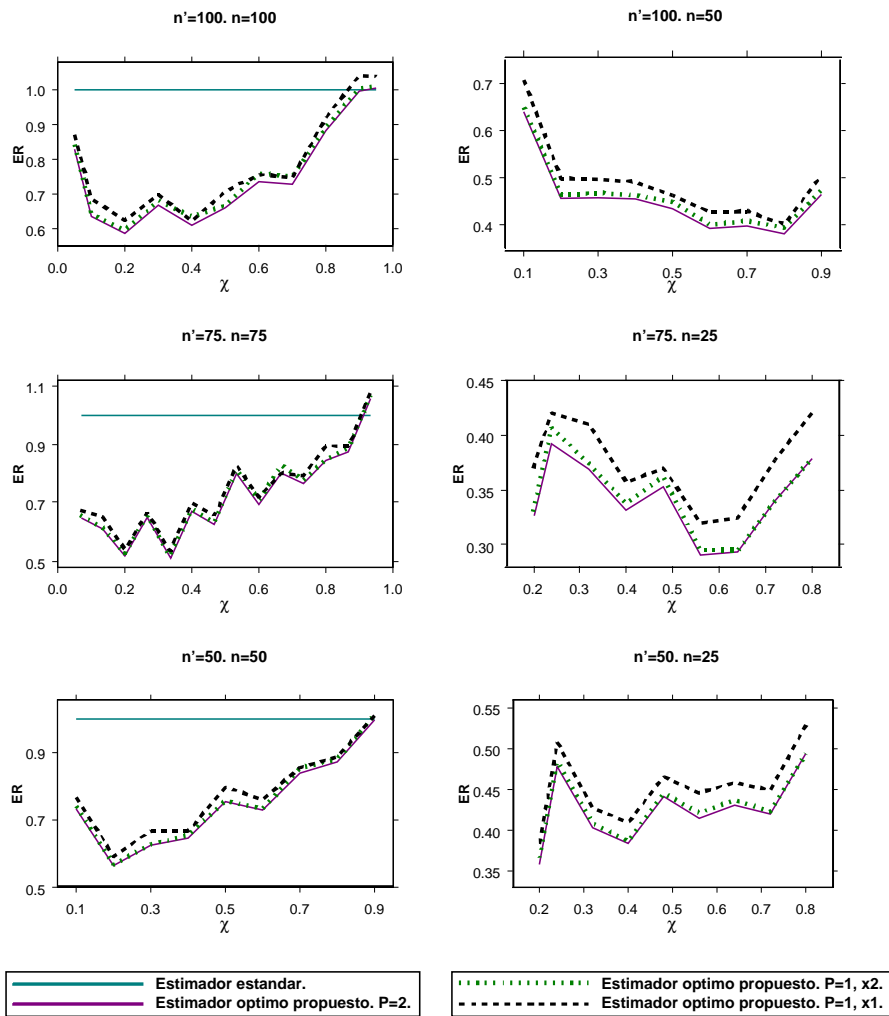 n'=100. n=100
n'=100. n=50
1.0
0.9
0.8
0.7
0.6
ER
0.0 0.2 0.4 0.6 0.8 1.0
χ
0.7
0.6
0.5
0.4
ER
0.1 0.3 0.5 0.7 0.9
χ
n'=75. n=75
n'=75. n=25
1.1
0.9
0.7
0.5
ER
0.0 0.2 0.4 0.6 0.8 1.0
χ
0.45
0.40
0.35
0.30
ER
0.2 0.3 0.4 0.5 0.6 0.7 0.8
χ
n'=50. n=50
n'=50. n=25
0.9
0.7
0.5
ER
0.1 0.3 0.5 0.7 0.9
χ
0.55
0.50
0.45
0.40
0.35
ER
0.2 0.3 0.4 0.5 0.6 0.7 0.8
χ
Estimador estandar.
Estimador optimo propuesto. P=2.
Estimador optimo propuesto. P=1, x2.
Estimador optimo propuesto. P=1, x1.